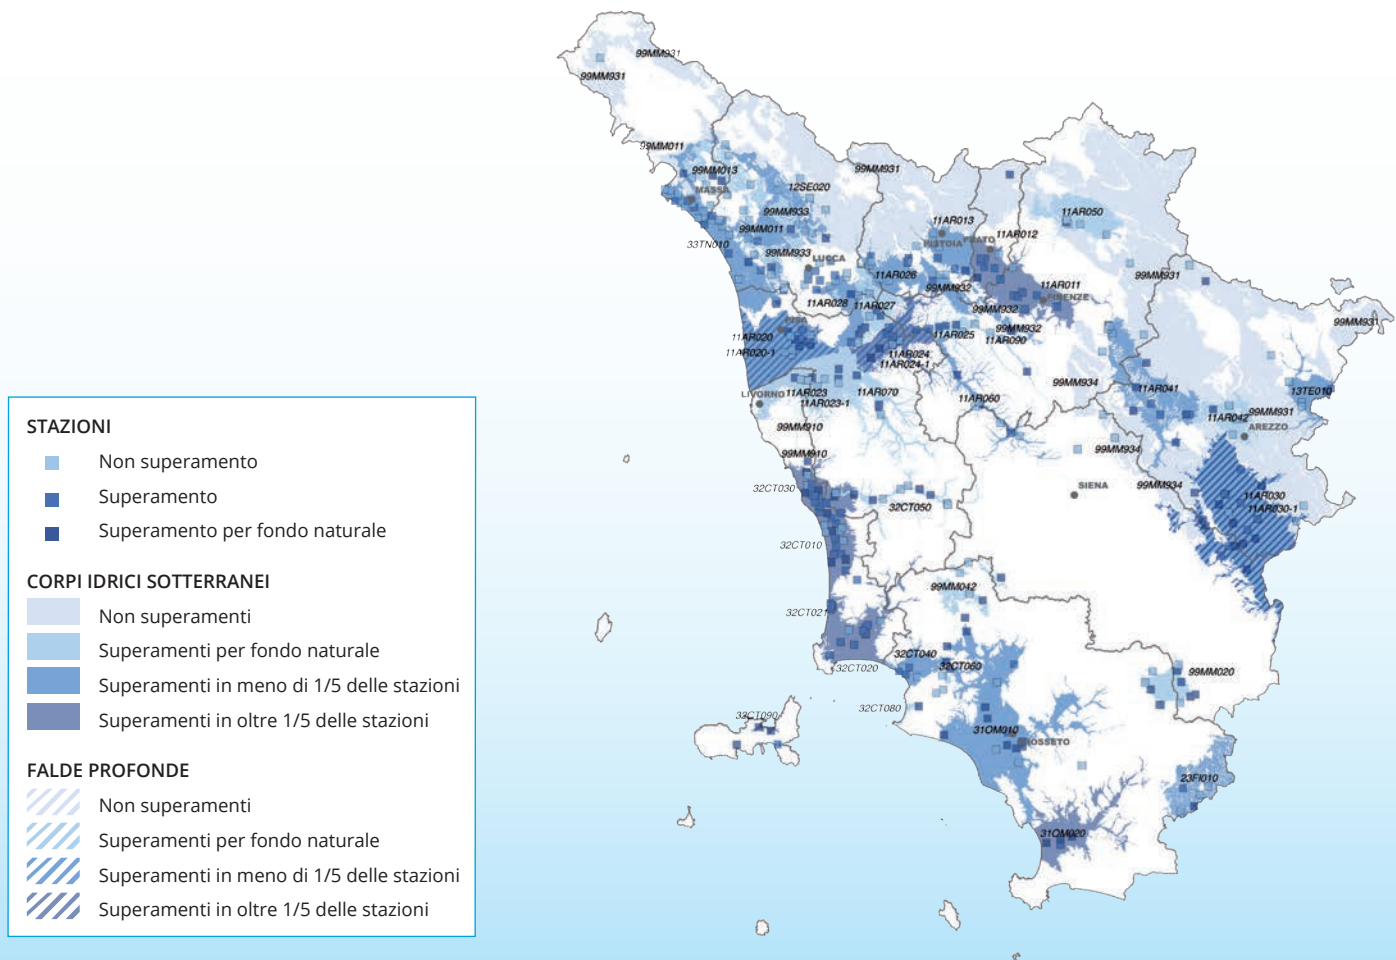 STAZIONI
Non superamento
Superamento
Superamento per fondo naturale
CORPI IDRICI SOTTERRANEI
Non superamenti
Superamenti per fondo naturale
Superamenti in meno di 1/5 delle stazioni
Superamenti in oltre 1/5 delle stazioni
FALDE PROFONDE
Non superamenti
Superamenti per fondo naturale
Superamenti in meno di 1/5 delle stazioni
Superamenti in oltre 1/5 delle stazioni
99MM931
99MM931
99MM011
99MM013
MASSA
12SE020
99MM931
99MM933
99MM011
33TN010
99MM933
LUCCA
11AR013
PISTOIA
PRATO
11AR012
11AR050
11AR026
99MM932
11AR011
FIRENZE
99MM931
99MM931
11AR028
11AR027
99MM932
99MM932
11AR090
PISA
11AR020
11AR020-1
11AR025
11AR024
11AR024-1
99MM934
LIVORNO
11AR023
11AR023-1
11AR070
11AR060
11AR041
13TE010
11AR042
99MM931
AREZZO
99MM910
99MM910
99MM934
99MM934
SIENA
32CT030
32CT050
11AR030
11AR030-1
32CT010
99MM042
32CT021
32CT040
32CT060
32CT020
99MM020
32CT080
32CT090
31OM010
GROSSETO
23FI010
31OM020